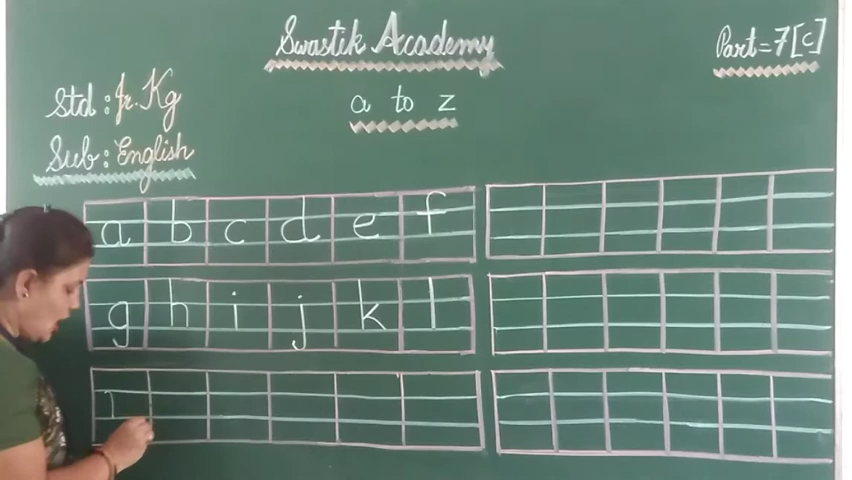 Swastik Academy
Part=7[c]
Std: Jr. Kg
a to z
Sub: English
a b c d e f
g h i j k l